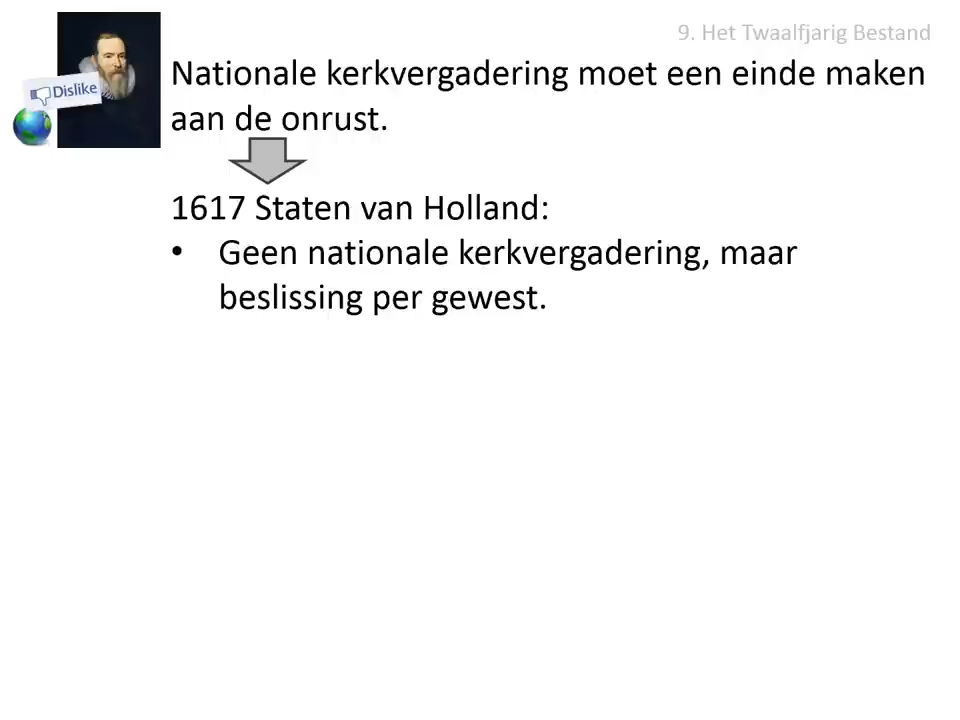 9. Het Twaalfjarig Bestand
Dislike
Nationale kerkvergadering moet een einde maken
aan de onrust.
1617 Staten van Holland:
• Geen nationale kerkvergadering, maar
beslissing per gewest.